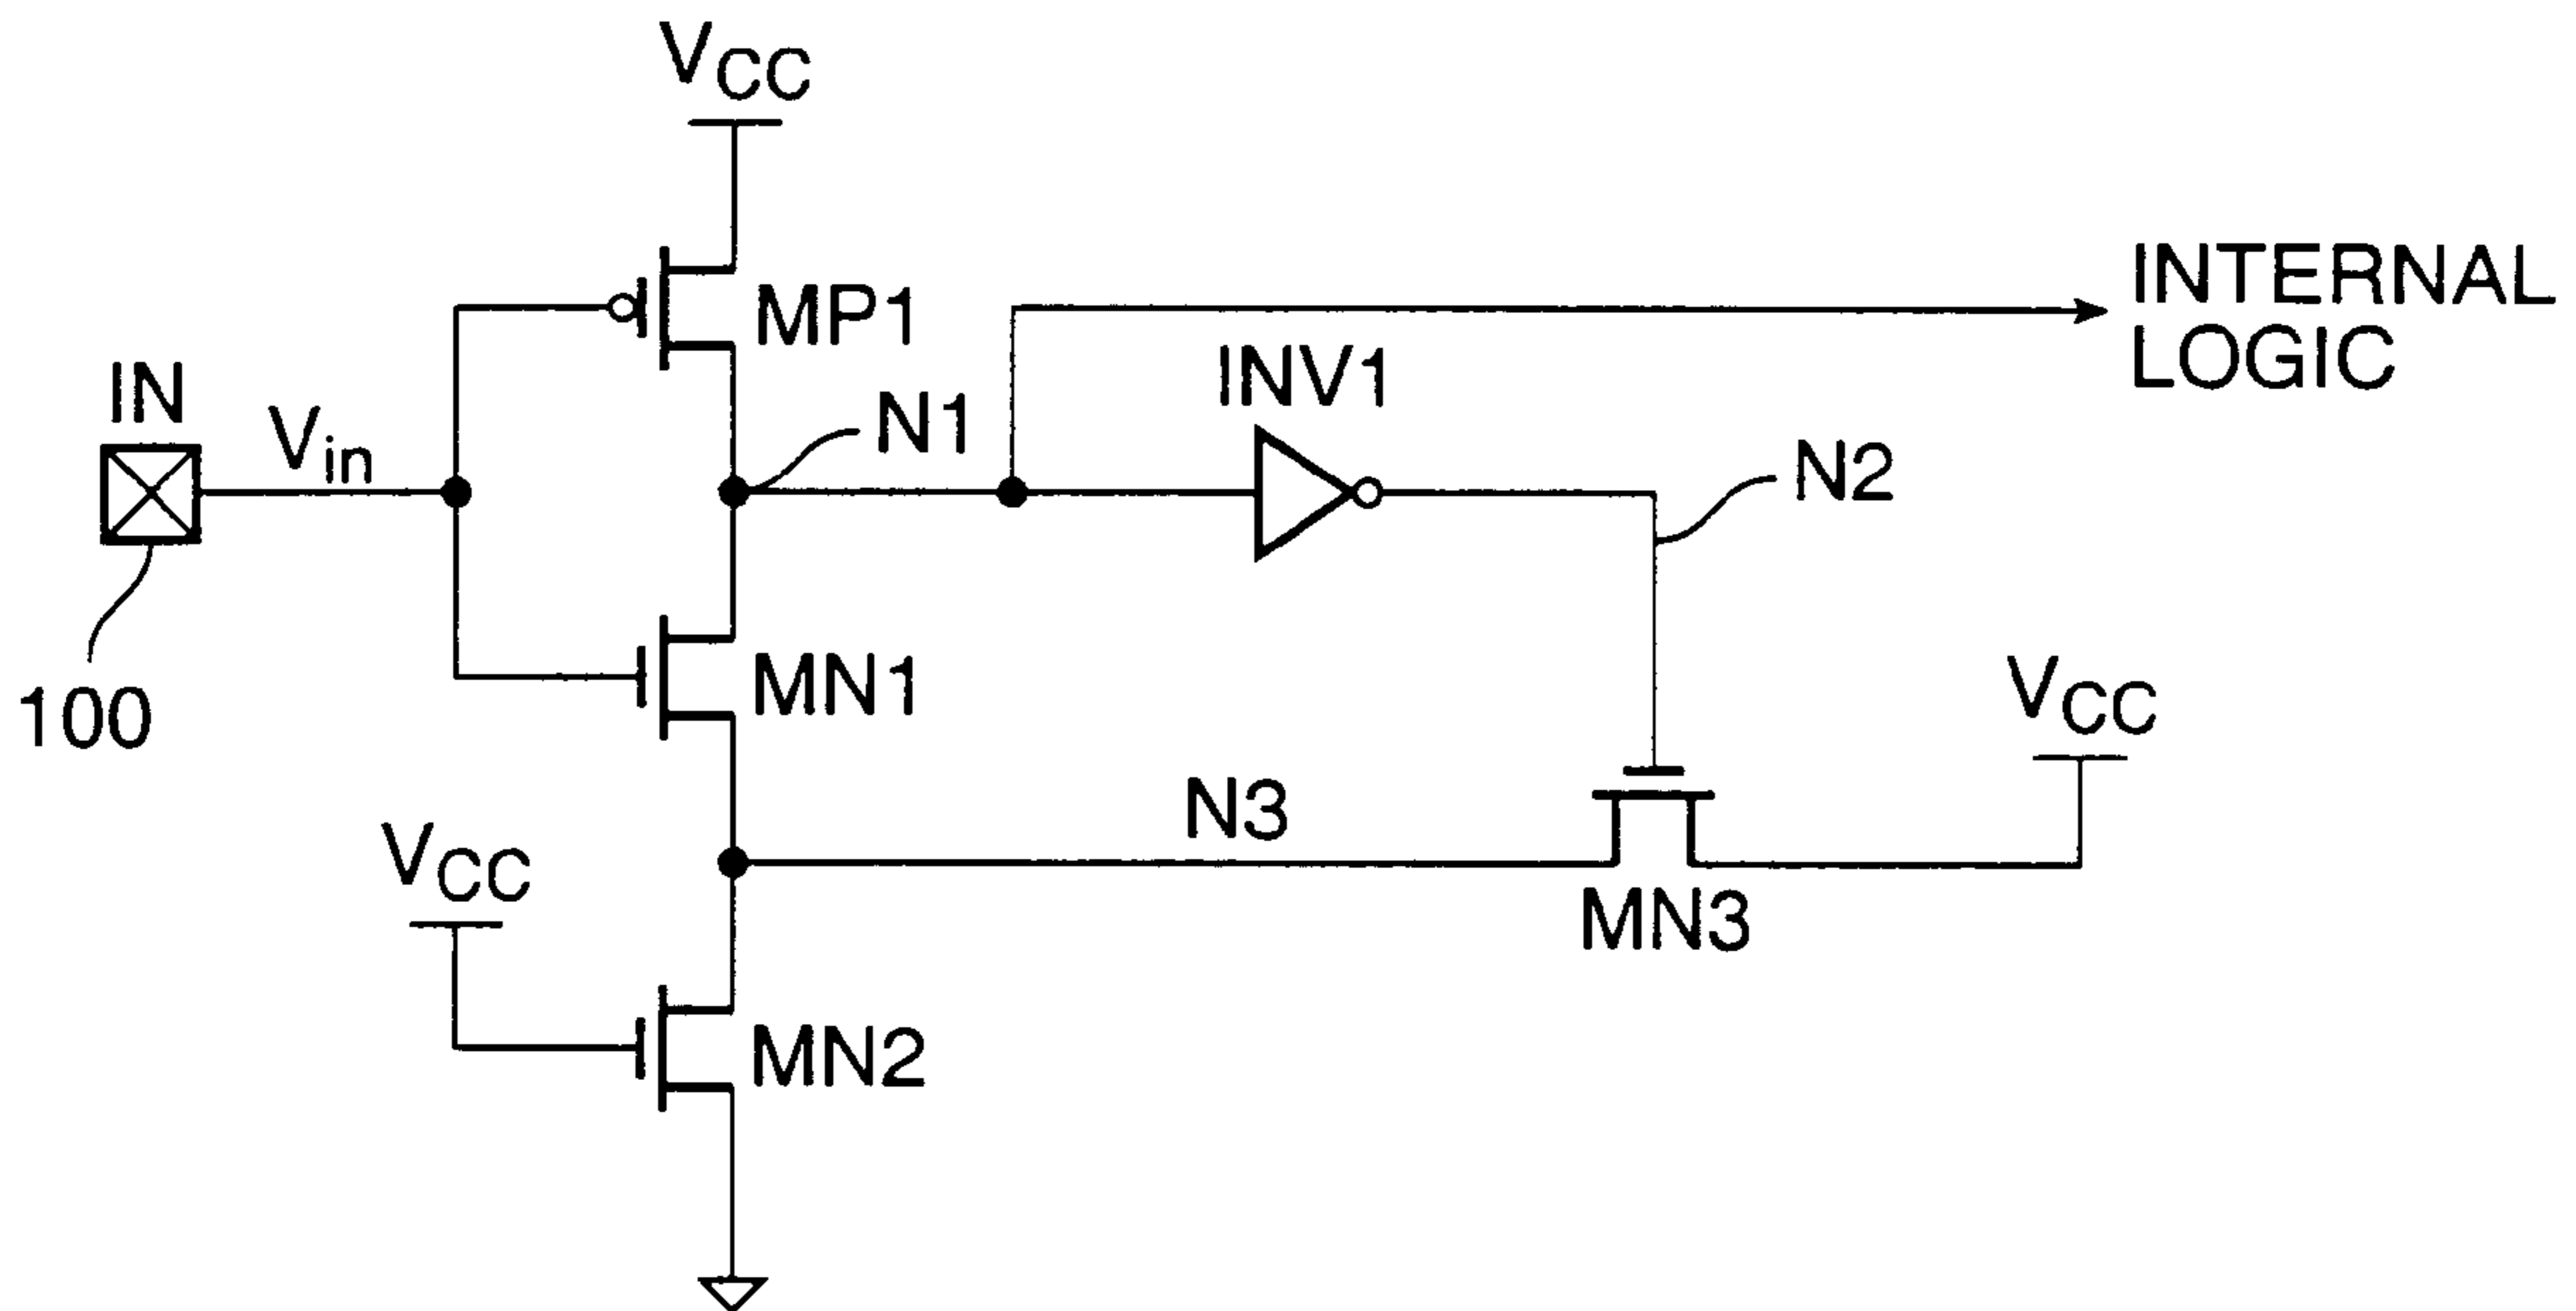 VCC
MP1
INTERNAL
LOGIC
IN
Vin
N1
INV1
N2
100
MN1
VCC
N3
VCC
MN3
MN2